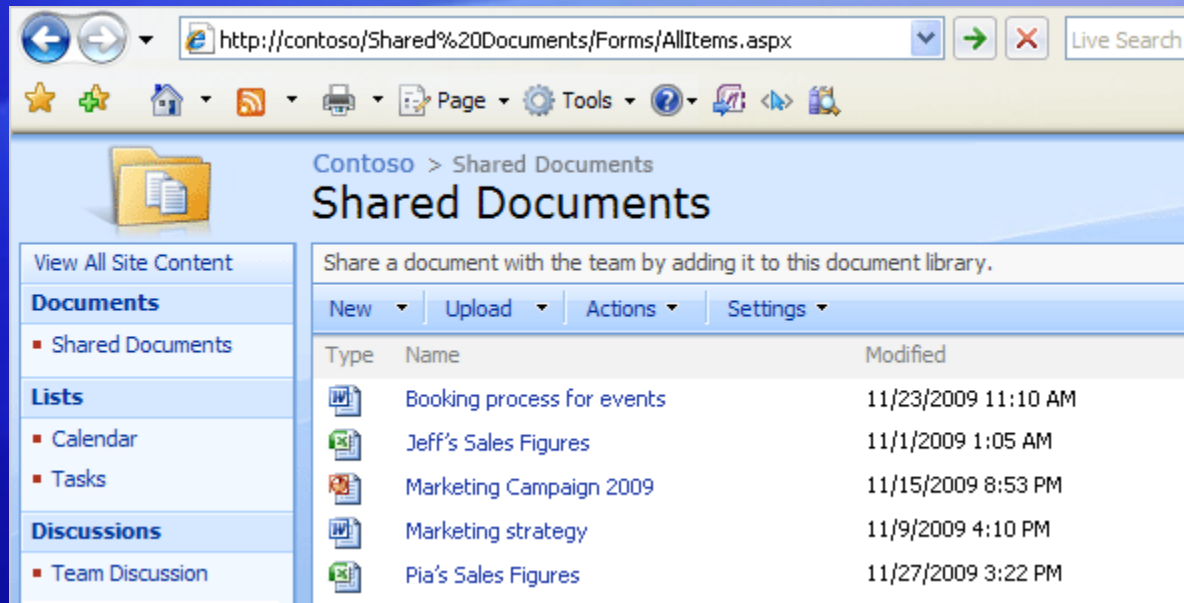 http://contoso/Shared%20Documents/Forms/AllItems.aspx
Live Search
Page
Tools
Contoso > Shared Documents
Shared Documents
View All Site Content
Documents
Shared Documents
Lists
Calendar
Tasks
Discussions
Team Discussion
Share a document with the team by adding it to this document library.
New Upload Actions Settings
Type Name Modified
Booking process for events 11/23/2009 11:10 AM
Jeff's Sales Figures 11/1/2009 1:05 AM
Marketing Campaign 2009 11/15/2009 8:53 PM
Marketing strategy 11/9/2009 4:10 PM
Pia's Sales Figures 11/27/2009 3:22 PM